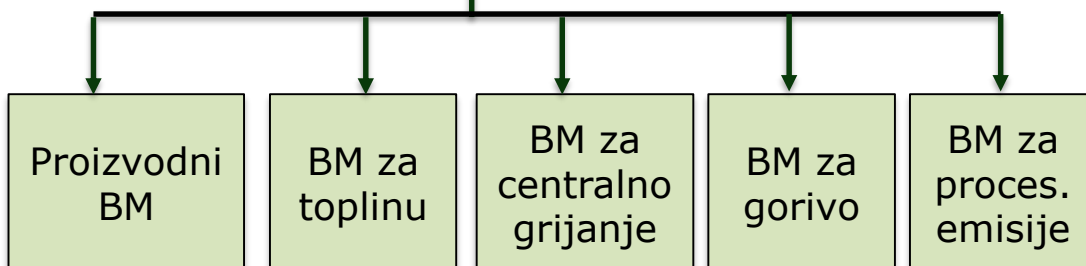 Proizvodni
BM
BM za
toplinu
BM za
centralno
grijanje
BM za
gorivo
BM za
proces.
emisije